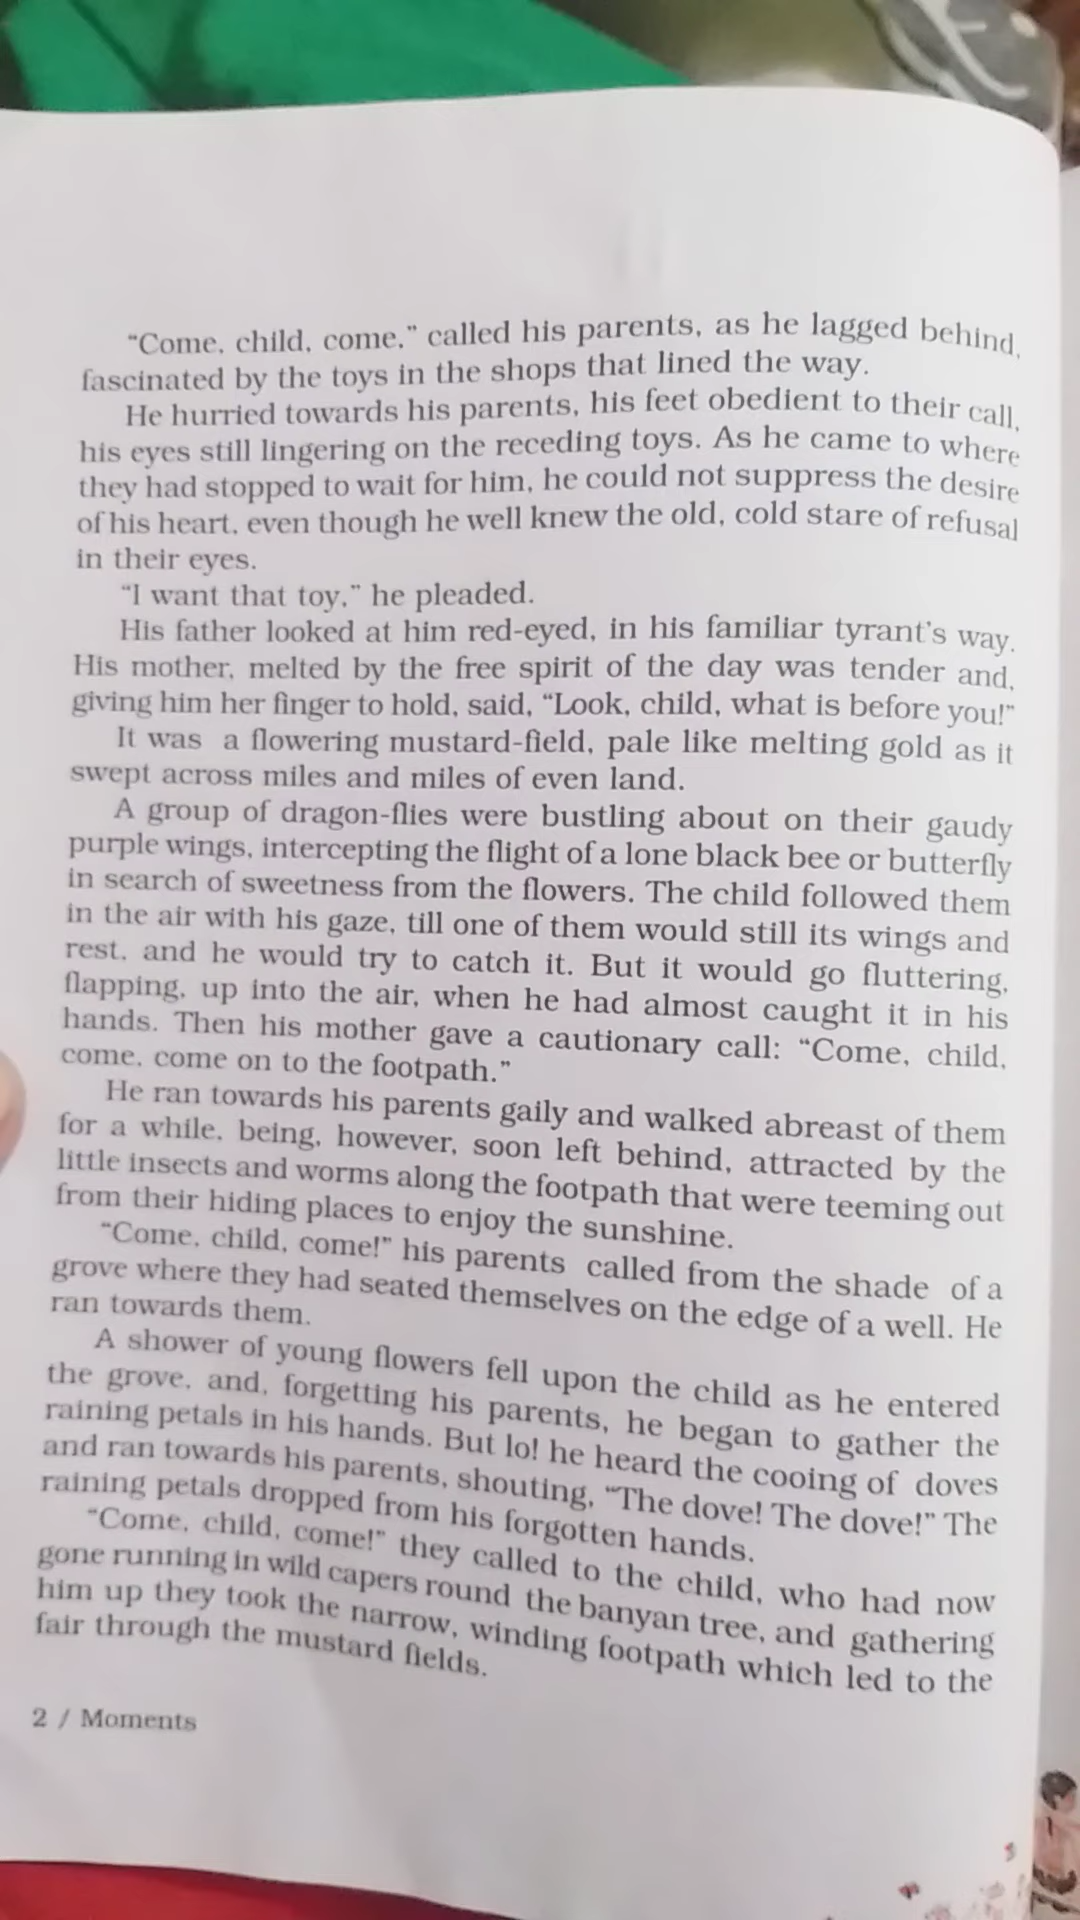 “Come, child, come,” called his parents, as he lagged behind,
fascinated by the toys in the shops that lined the way.
He hurried towards his parents, his feet obedient to their call,
his eyes still lingering on the receding toys. As he came to where
they had stopped to wait for him, he could not suppress the desire
of his heart, even though he well knew the old, cold stare of refusal
in their eyes.
“I want that toy,” he pleaded.
His father looked at him red-eyed, in his familiar tyrant’s way.
His mother, melted by the free spirit of the day was tender and,
giving him her finger to hold, said, “Look, child, what is before you!”
It was a flowering mustard-field, pale like melting gold as it
swept across miles and miles of even land.
A group of dragon-flies were bustling about on their gaudy
purple wings, intercepting the flight of a lone black bee or butterfly
in search of sweetness from the flowers. The child followed them
in the air with his gaze, till one of them would still its wings and
rest, and he would try to catch it. But it would go fluttering,
flapping, up into the air, when he had almost caught it in his
hands. Then his mother gave a cautionary call: “Come, child,
come, come on to the footpath.”
He ran towards his parents gaily and walked abreast of them
for a while, being, however, soon left behind, attracted by the
little insects and worms along the footpath that were teeming out
from their hiding places to enjoy the sunshine.
“Come, child, come!” his parents called from the shade of a
grove where they had seated themselves on the edge of a well. He
ran towards them.
A shower of young flowers fell upon the child as he entered
the grove, and, forgetting his parents, he began to gather the
raining petals in his hands. But lo! he heard the cooing of doves
and ran towards his parents, shouting, “The dove! The dove!” The
raining petals dropped from his forgotten hands.
“Come, child, come!” they called to the child, who had now
gone running in wild capers round the banyan tree, and gathering
him up they took the narrow, winding footpath which led to the
fair through the mustard fields.
2 / Moments